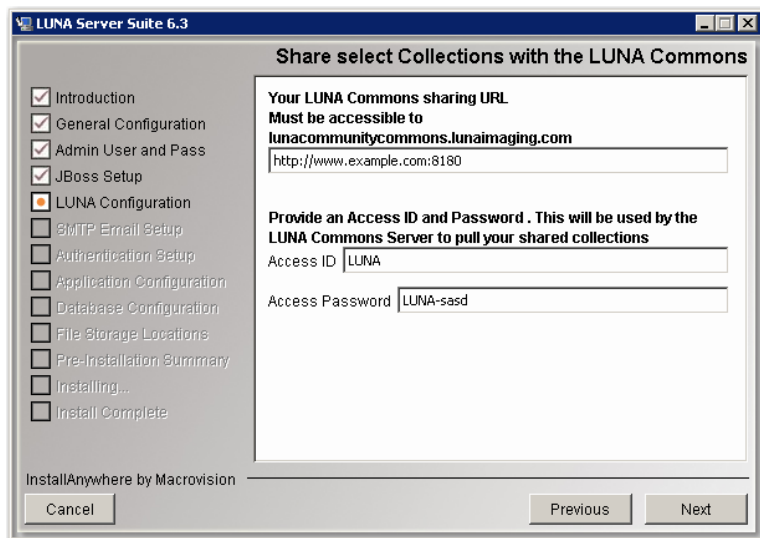 LUNA Server Suite 6.3
Share select Collections with the LUNA Commons
Introduction
General Configuration
Admin User and Pass
JBoss Setup
LUNA Configuration
SMTP Email Setup
Authentication Setup
Application Configuration
Database Configuration
File Storage Locations
Pre-Installation Summary
Installing...
Install Complete
Your LUNA Commons sharing URL
Must be accessible to
lunacommunitycommons.lunaimaging.com
http://www.example.com:8180
Provide an Access ID and Password . This will be used by the
LUNA Commons Server to pull your shared collections
Access ID LUNA
Access Password LUNA-sasd
InstallAnywhere by Macrovision
Cancel Previous Next